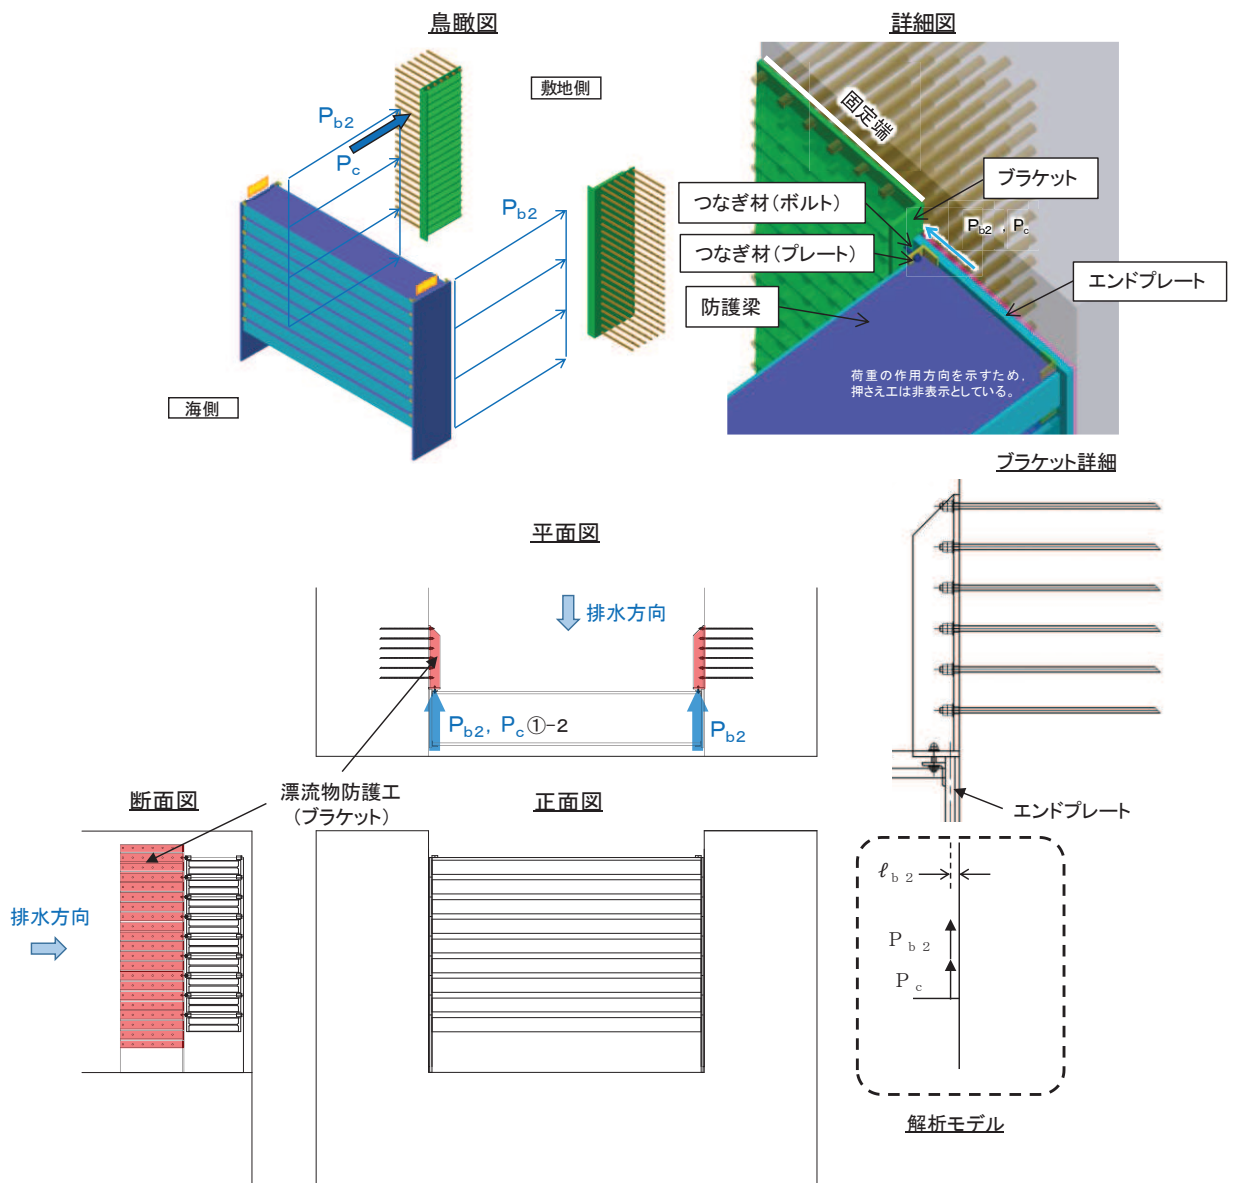 鳥瞰図
詳細図
敷地側
Pb2
Pc
Pb2
海側
固定端
ブラケット
つなぎ材（ボルト）
Pb2 , Pc
つなぎ材（プレート）
エンドプレート
防護梁
荷重の作用方向を示すため，
押さえ工は非表示としている。
ブラケット詳細
平面図
排水方向
Pb2, Pc①-2
Pb2
エンドプレート
断面図
漂流物防護工
（ブラケット）
正面図
排水方向
ℓb2
Pb2
Pc
解析モデル